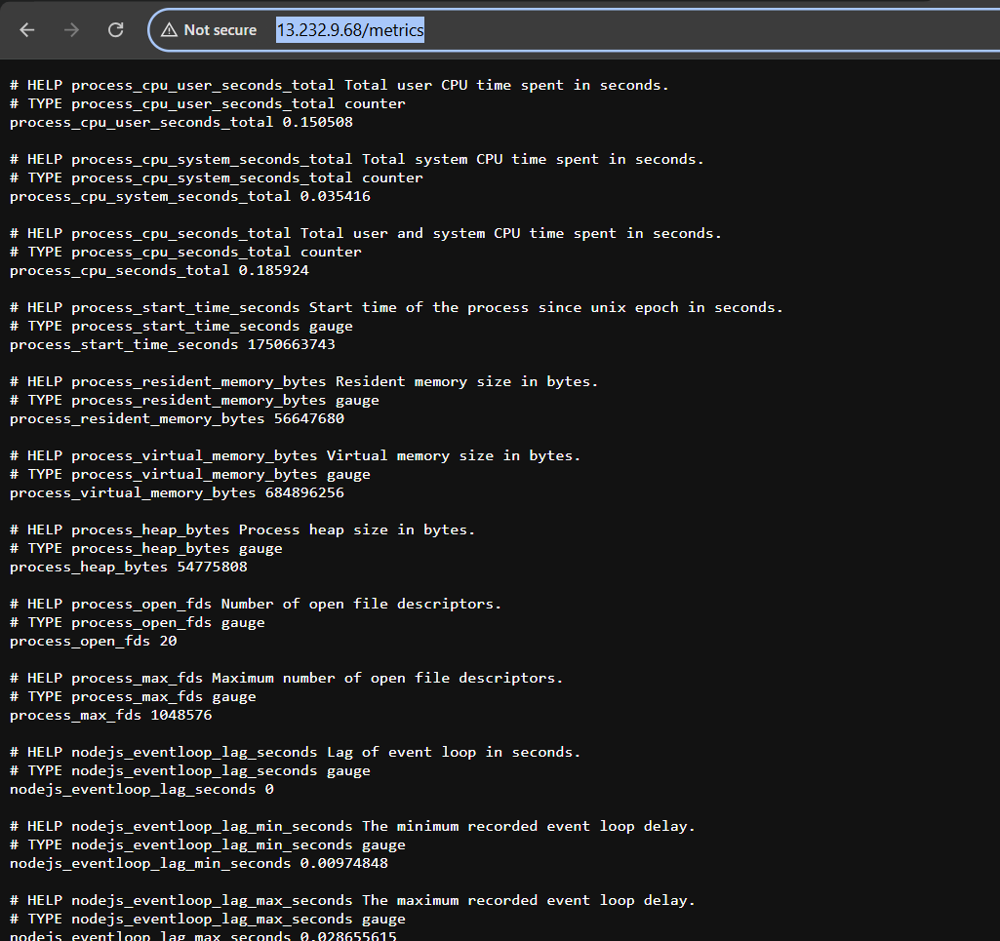 Not secure 13.232.9.68/metrics
# HELP process_cpu_user_seconds_total Total user CPU time spent in seconds.
# TYPE process_cpu_user_seconds_total counter
process_cpu_user_seconds_total 0.150508
# HELP process_cpu_system_seconds_total Total system CPU time spent in seconds.
# TYPE process_cpu_system_seconds_total counter
process_cpu_system_seconds_total 0.035416
# HELP process_cpu_seconds_total Total user and system CPU time spent in seconds.
# TYPE process_cpu_seconds_total counter
process_cpu_seconds_total 0.185924
# HELP process_start_time_seconds Start time of the process since unix epoch in seconds.
# TYPE process_start_time_seconds gauge
process_start_time_seconds 1750663743
# HELP process_resident_memory_bytes Resident memory size in bytes.
# TYPE process_resident_memory_bytes gauge
process_resident_memory_bytes 56647680
# HELP process_virtual_memory_bytes Virtual memory size in bytes.
# TYPE process_virtual_memory_bytes gauge
process_virtual_memory_bytes 684896256
# HELP process_heap_bytes Process heap size in bytes.
# TYPE process_heap_bytes gauge
process_heap_bytes 54775808
# HELP process_open_fds Number of open file descriptors.
# TYPE process_open_fds gauge
process_open_fds 20
# HELP process_max_fds Maximum number of open file descriptors.
# TYPE process_max_fds gauge
process_max_fds 1048576
# HELP nodejs_eventloop_lag_seconds Lag of event loop in seconds.
# TYPE nodejs_eventloop_lag_seconds gauge
nodejs_eventloop_lag_seconds 0
# HELP nodejs_eventloop_lag_min_seconds The minimum recorded event loop delay.
# TYPE nodejs_eventloop_lag_min_seconds gauge
nodejs_eventloop_lag_min_seconds 0.00974848
# HELP nodejs_eventloop_lag_max_seconds The maximum recorded event loop delay.
# TYPE nodejs_eventloop_lag_max_seconds gauge
nodejs_eventloop_lag_max_seconds 0.028655615